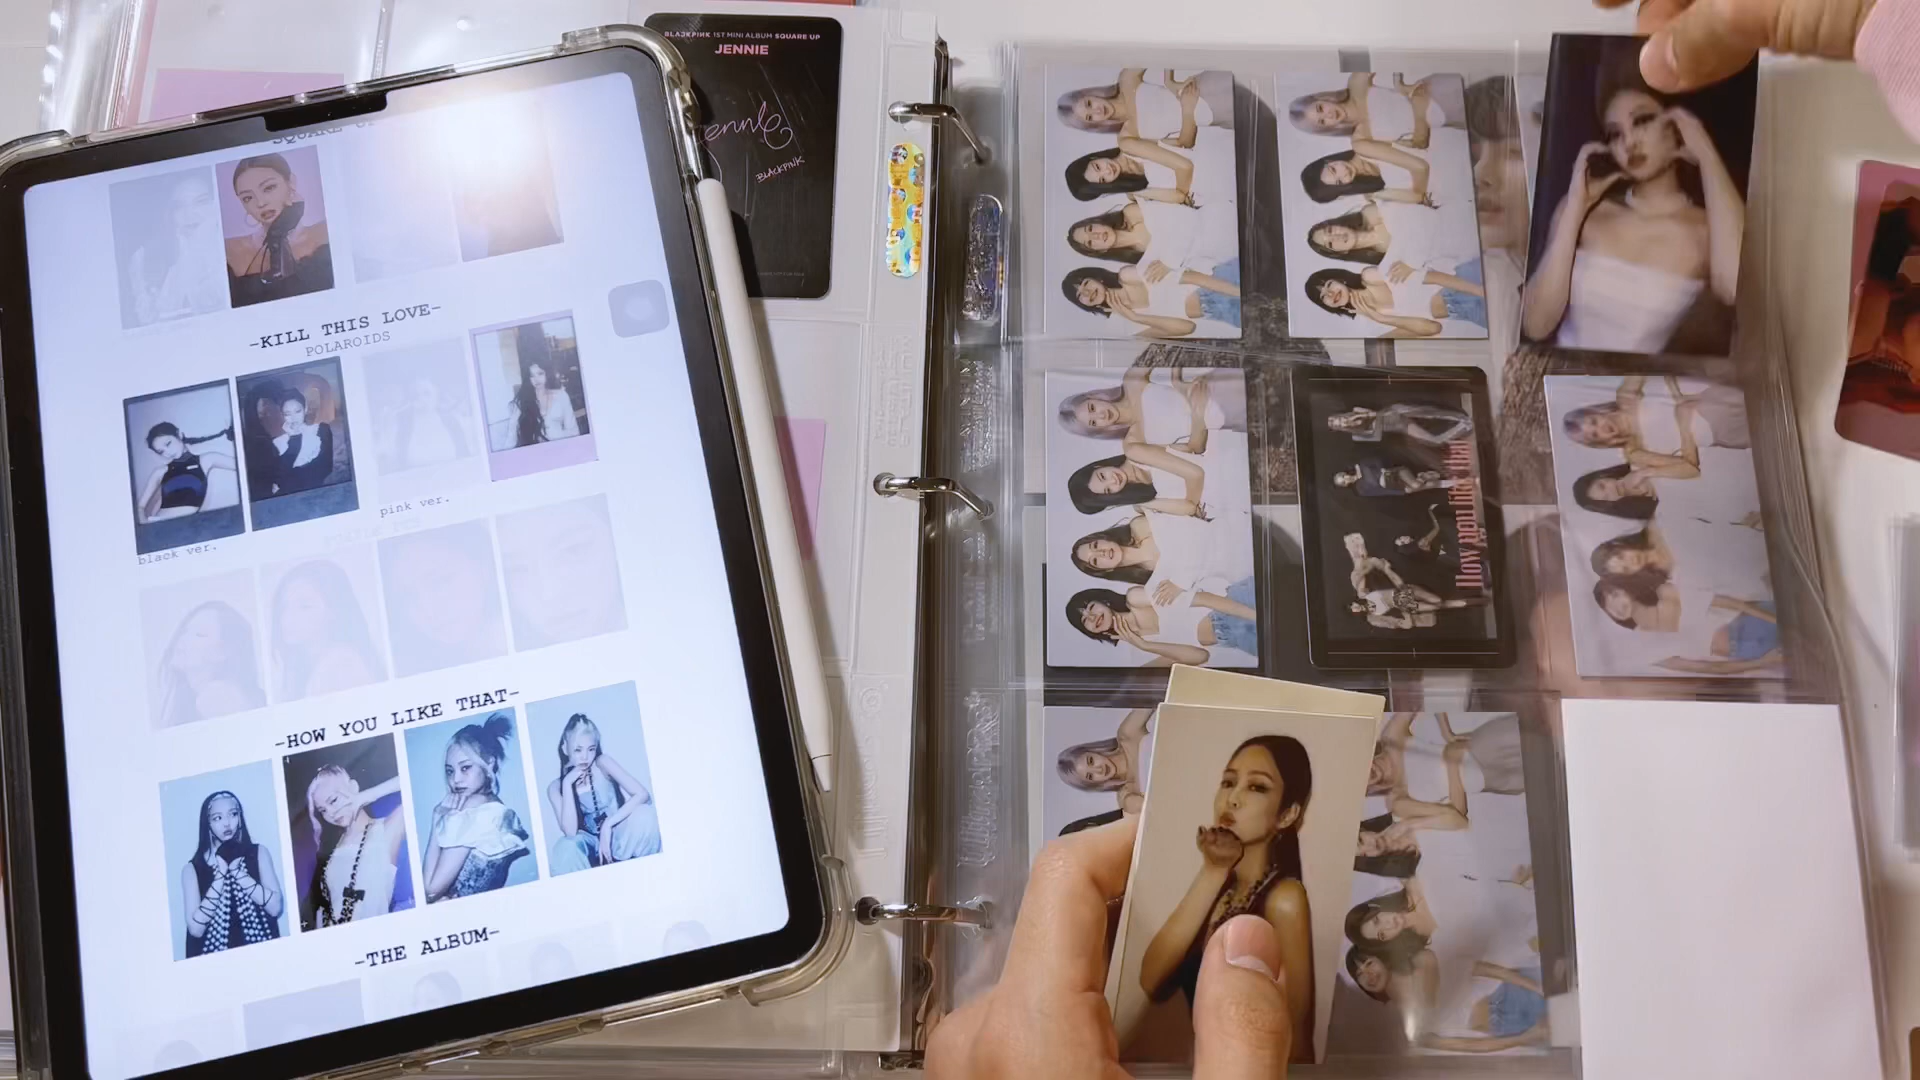 SQUARE UP
-KILL THIS LOVE-
POLAROIDS
black ver.
pink ver.
-HOW YOU LIKE THAT-
-THE ALBUM-
BLACKPINK 1ST MINI ALBUM SQUARE UP
JENNIE
Jennie
BLACKPINK
How you like that